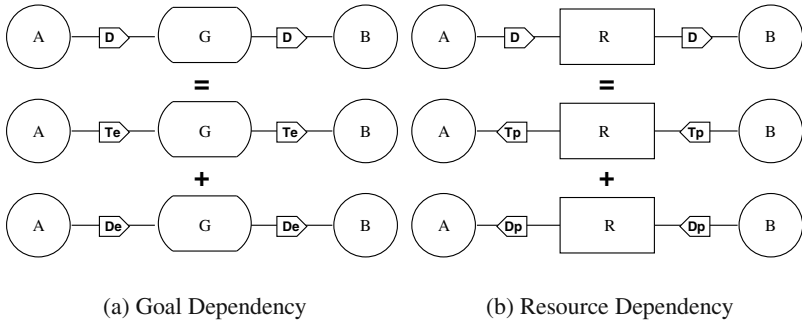 A D G D B
=
A Te G Te B
+
A De G De B
(a) Goal Dependency
A D R D B
=
A Tp R Tp B
+
A Dp R Dp B
(b) Resource Dependency